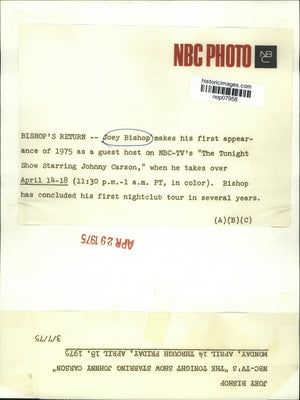 NBC PHOTO
NBC
historicimages.com
nop07958
BISHOP'S RETURN -- Joey Bishop makes his first appear-
ance of 1975 as a guest host on NBC-TV's "The Tonight
Show Starring Johnny Carson," when he takes over
April 14-18 (11:30 p.m.-1 a.m. PT, in color). Bishop
has concluded his first nightclub tour in several years.
(A)(B)(C)
APR 29 1975
JOEY BISHOP
NBC-TV's "THE TONIGHT SHOW STARRING JOHNNY CARSON"
MONDAY, APRIL 14 THROUGH FRIDAY, APRIL 18, 1975
3/7/75